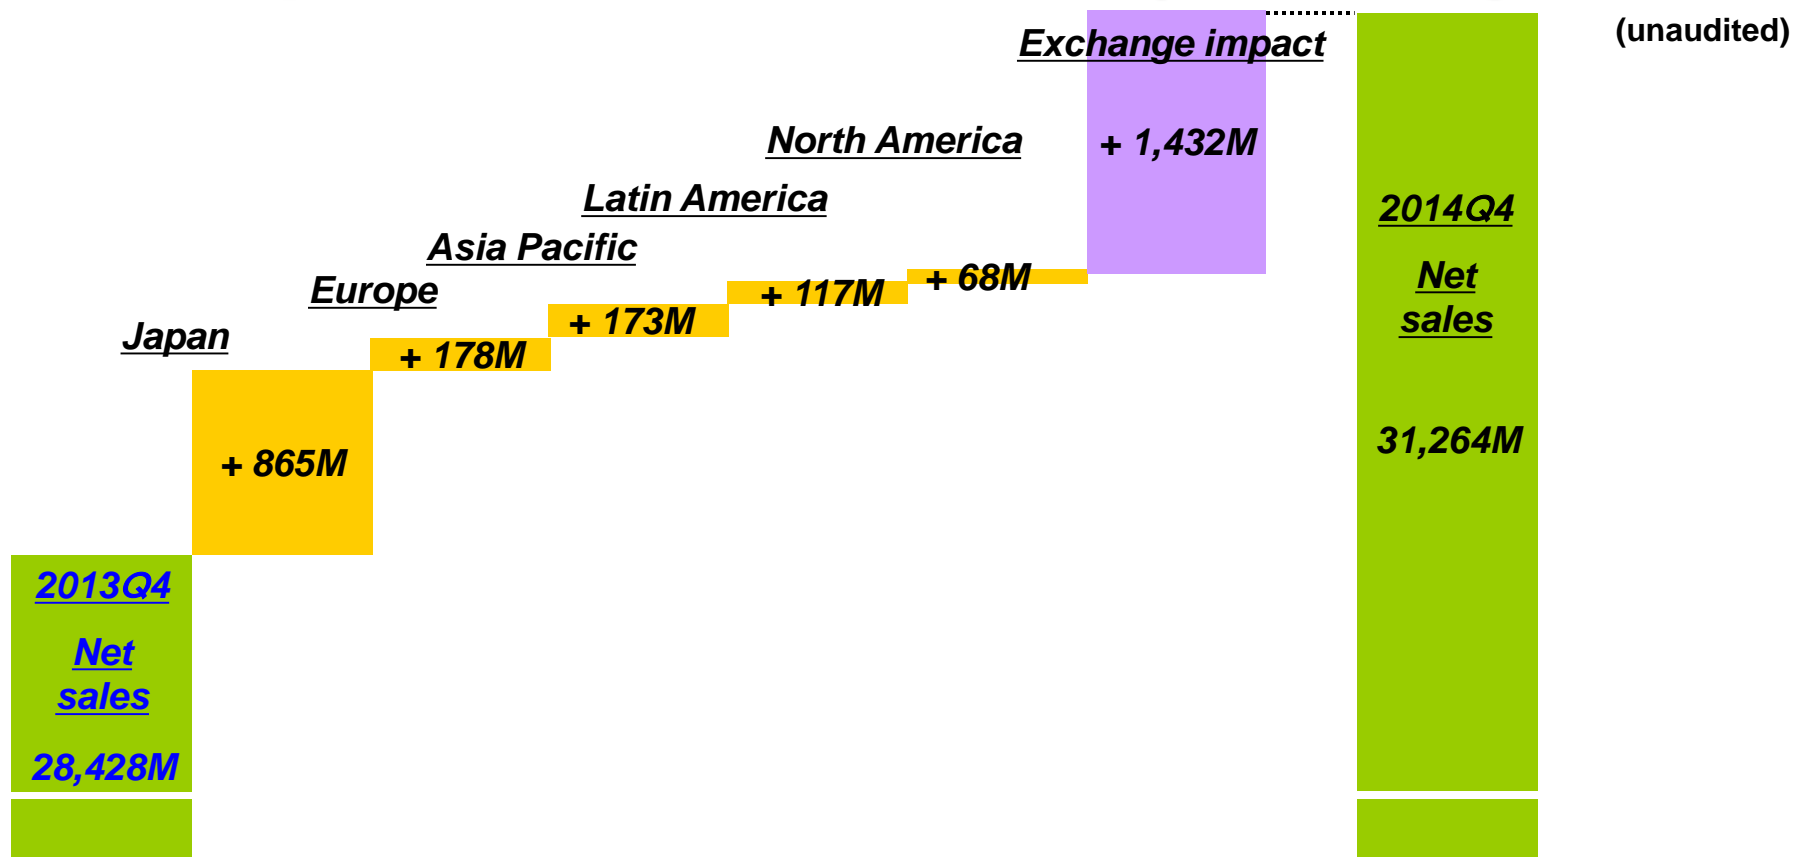 (unaudited)
Exchange impact
+ 1,432M
North America
+ 68M
Latin America
+ 117M
Asia Pacific
+ 173M
Europe
+ 178M
Japan
+ 865M
2013Q4
Net
sales
28,428M
2014Q4
Net
sales
31,264M